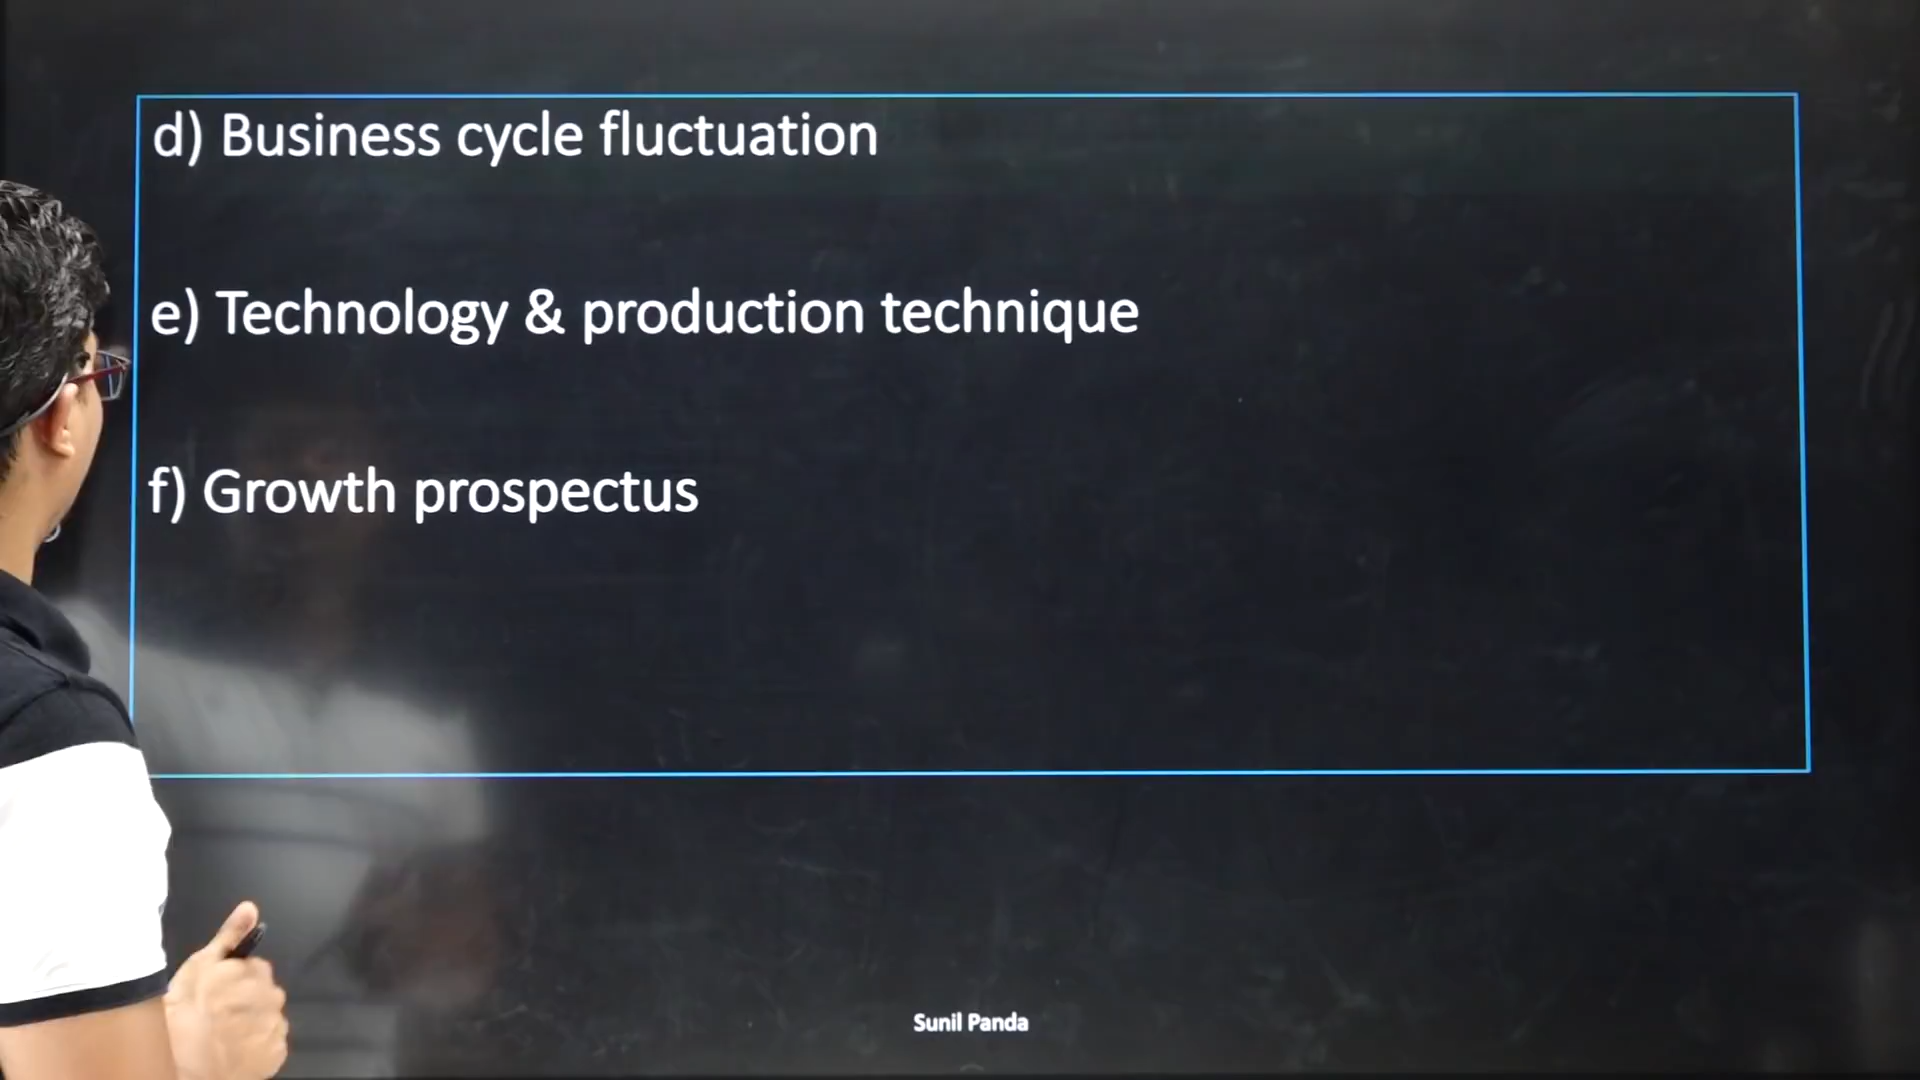 d) Business cycle fluctuation
e) Technology & production technique
f) Growth prospectus
Sunil Panda